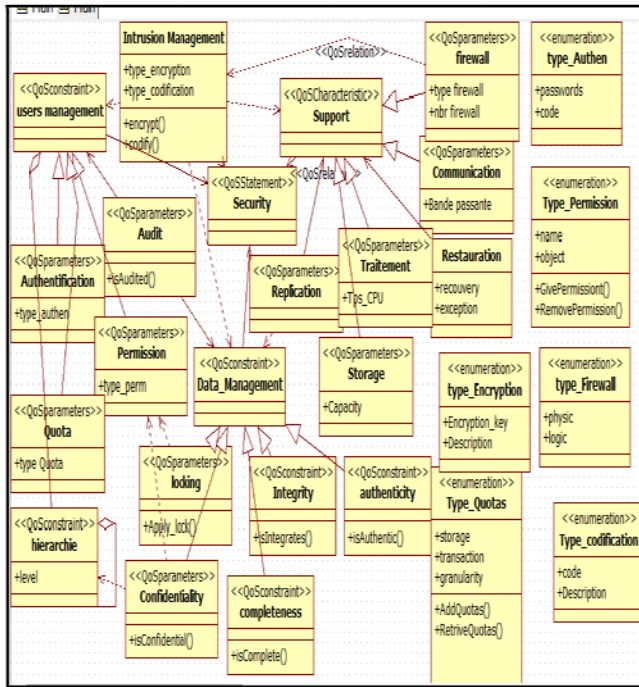 Intrusion Management
+type_encryption
+type_codification
+encrypt()
+codify()
<<QoSrelation>>
<<QoSparameters>>
firewall
+type firewall
+nbr firewall
<<enumeration>>
type_Authen
+passwords
+code
<<QoSconstraint>>
users management
<<QoSCharacteristic>>
Support
<<QoSparameters>>
Communication
+Bande passante
<<QoSStatement>>
Security
<<QoSparameters>>
Audit
+isAudited()
<<enumeration>>
Type_Permission
+name
+object
+GivePermissiont()
+RemovePermission()
<<QoSparameters>>
Authentification
+type_authen
<<QoSparameters>>
Replication
<<QoSparameters>>
Traitement
+Tps_CPU
Restauration
+recouvery
+exception
<<QoSparameters>>
Permission
+type_perm
<<QoSconstraint>>
Data_Management
<<QoSparameters>>
Storage
+Capacity
<<enumeration>>
type_Encryption
+Encryption_key
+Description
<<enumeration>>
type_Firewall
+physic
+logic
<<QoSparameters>>
Quota
+type Quota
<<QoSparameters>>
locking
+Apply_lock()
<<QoSconstraint>>
Integrity
+isIntegrates()
<<QoSconstraint>>
authenticity
+isAuthentic()
<<enumeration>>
Type_Quotas
+storage
+transaction
+granularity
+AddQuotas()
+RetriveQuotas()
<<enumeration>>
Type_codification
+code
+Description
<<QoSconstraint>>
hierarchie
+level
<<QoSparameters>>
Confidentiality
+isConfidential()
<<QoSconstraint>>
completeness
+isComplete()